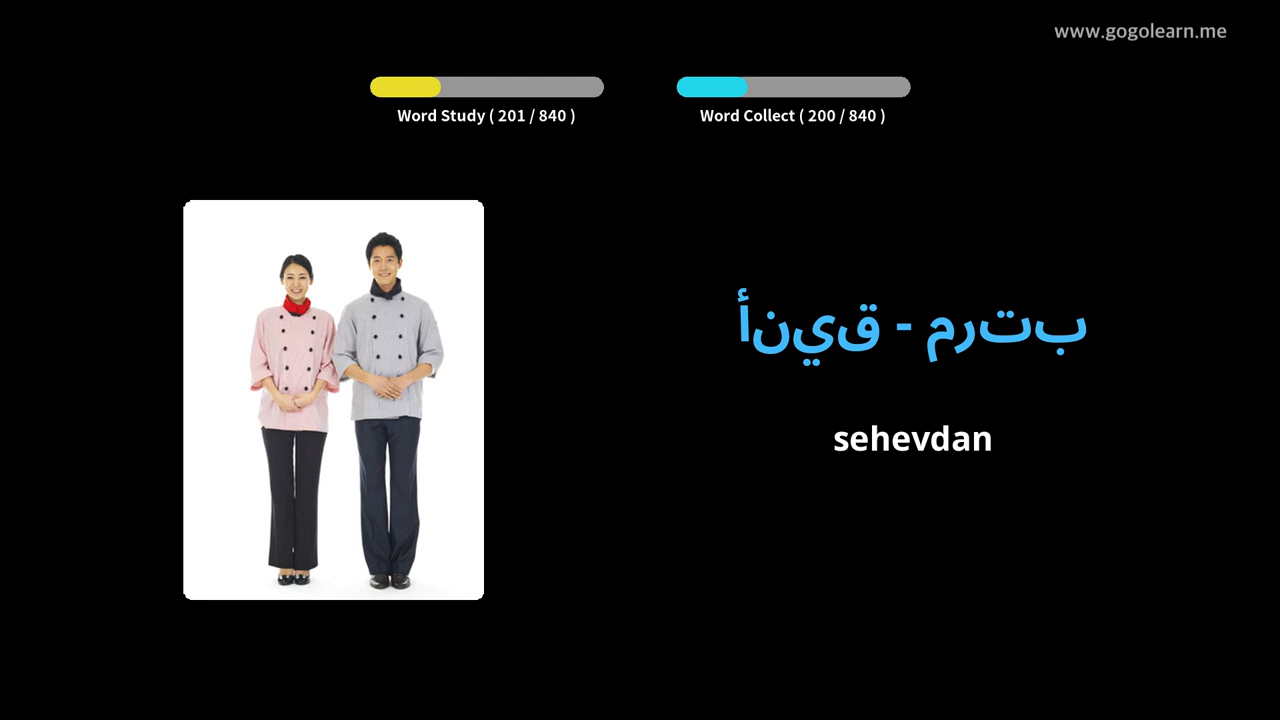 www.gogolearn.me
Word Study ( 201 / 840 )
Word Collect ( 200 / 840 )
أنيق - مرتب
sehevdan